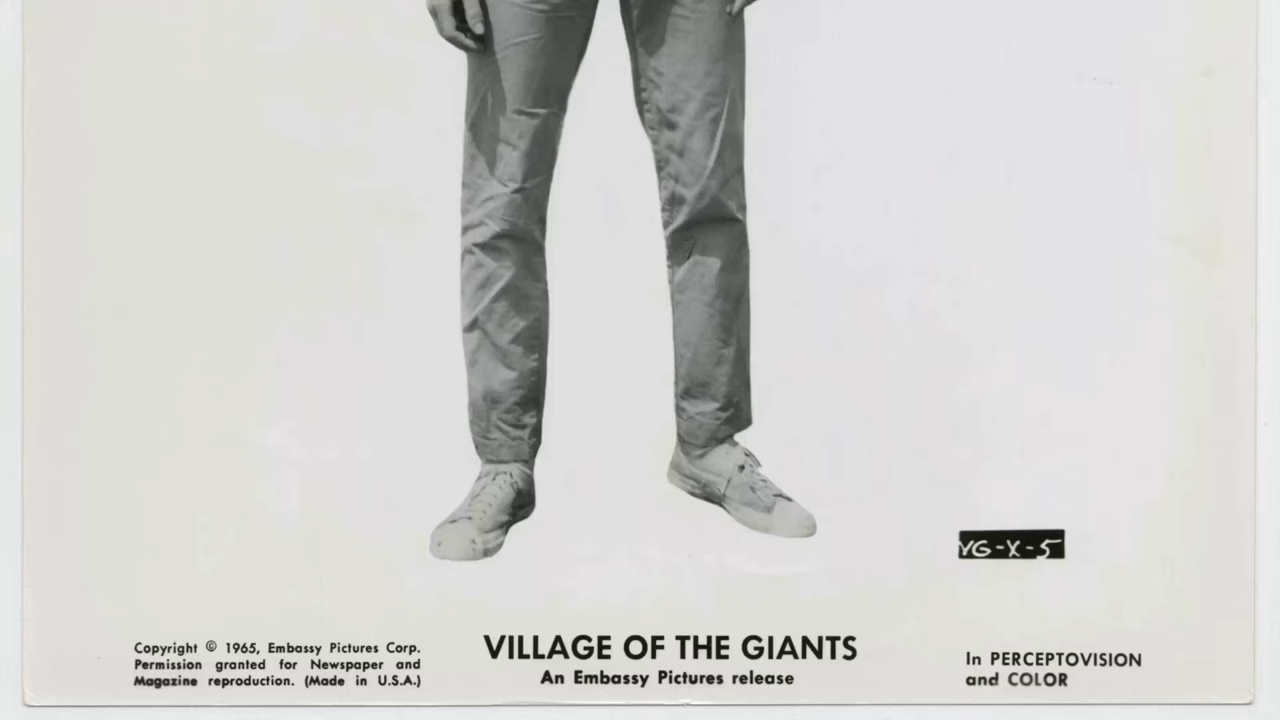 VG-X-5
Copyright © 1965, Embassy Pictures Corp.
Permission granted for Newspaper and
Magazine reproduction. (Made in U.S.A.)
VILLAGE OF THE GIANTS
An Embassy Pictures release
In PERCEPTOVISION
and COLOR